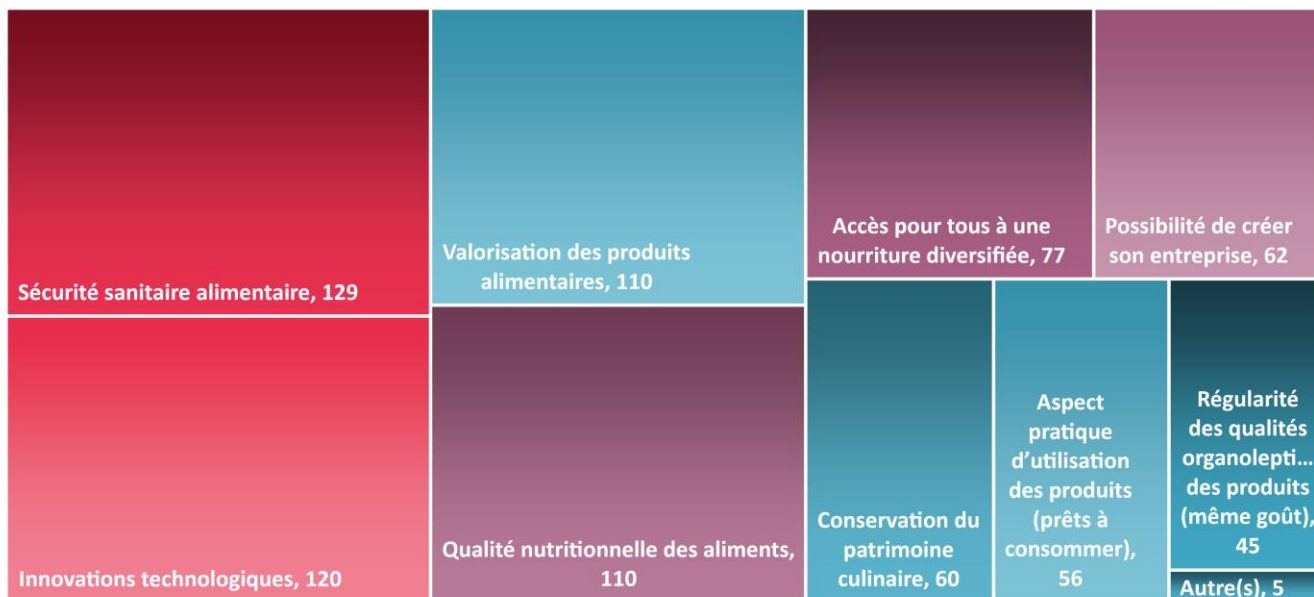 Sécurité sanitaire alimentaire, 129
Innovations technologiques, 120
Valorisation des produits
alimentaires, 110
Qualité nutritionnelle des aliments,
110
Accès pour tous à une
nourriture diversifiée, 77
Possibilité de créer
son entreprise, 62
Conservation du
patrimoine
culinaire, 60
Aspect
pratique
d’utilisation
des produits
(prêts à
consommer),
56
Régularité
des qualités
organolepti...
des produits
(même goût),
45
Autre(s), 5